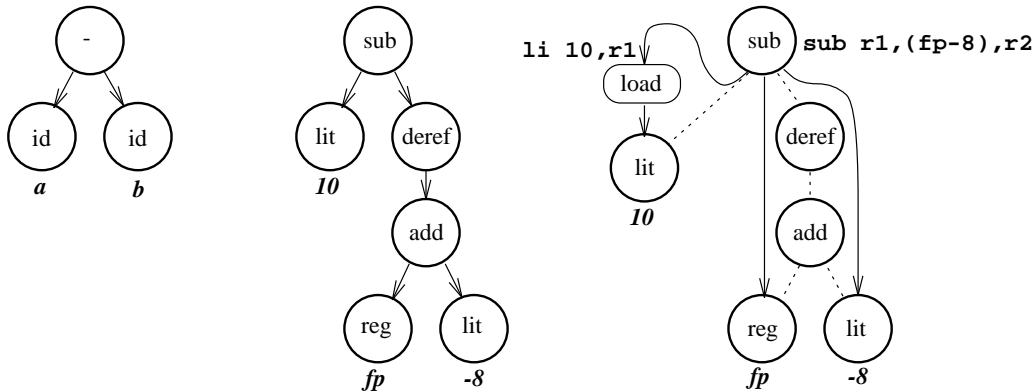 -
id
id
a
b
sub
lit
deref
10
add
reg
lit
fp
-8
li 10,r1
sub
sub r1,(fp-8),r2
load
deref
lit
10
add
reg
lit
fp
-8